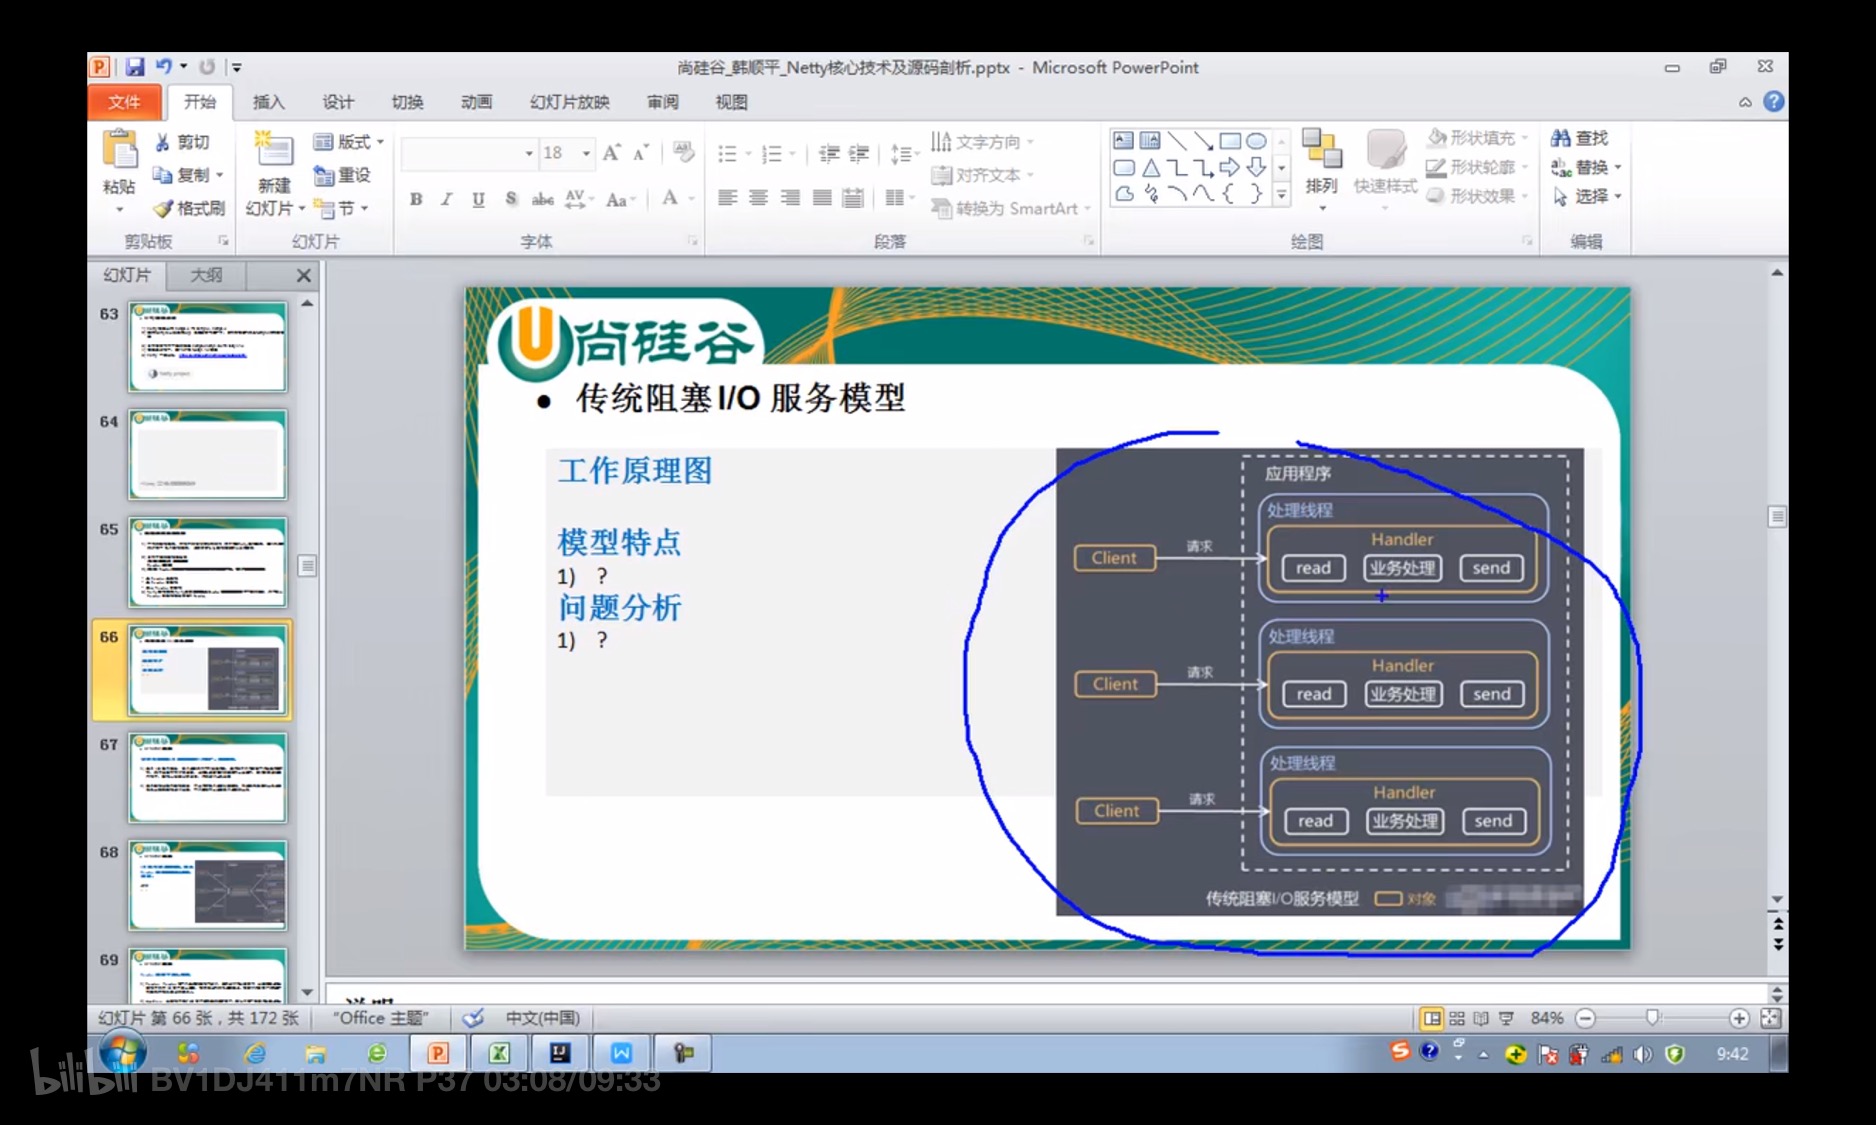 尚硅谷_韩顺平_Netty核心技术及源码剖析.pptx - Microsoft PowerPoint
文件 开始 插入 设计 切换 动画 幻灯片放映 审阅 视图
粘贴 剪切 复制 格式刷
剪贴板
新建 幻灯片 版式 重设 节
幻灯片
18
B I U S abc AV Aa A
字体
文字方向
对齐文本
转换为 SmartArt
段落
排列 快速样式
形状填充
形状轮廓
形状效果
绘图
查找
替换
选择
编辑
幻灯片 大纲
63
64
65
66
67
68
69
尚硅谷
• 传统阻塞 I/O 服务模型
工作原理图
模型特点
1) ?
问题分析
1) ?
应用程序
处理线程
Handler
Client 请求 read 业务处理 send
处理线程
Handler
Client 请求 read 业务处理 send
处理线程
Handler
Client 请求 read 业务处理 send
传统阻塞I/O服务模型 对象
幻灯片 第 66 张，共 172 张 "Office 主题" 中文(中国) 84%
9:42
bilibili BV1DJ411m7NR P37 03:08/09:33